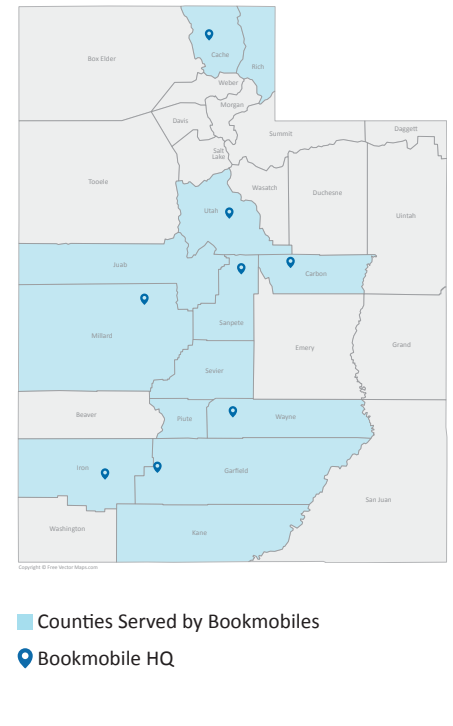 Cache
Box Elder
Rich
Weber
Morgan
Davis
Daggett
Summit
Salt
Lake
Tooele
Wasatch
Duchesne
Utah
Uintah
Juab
Carbon
Sanpete
Millard
Emery
Grand
Sevier
Beaver
Piute
Wayne
Iron
Garfield
San Juan
Washington
Kane
Copyright © Free Vector Maps.com
Counties Served by Bookmobiles
Bookmobile HQ